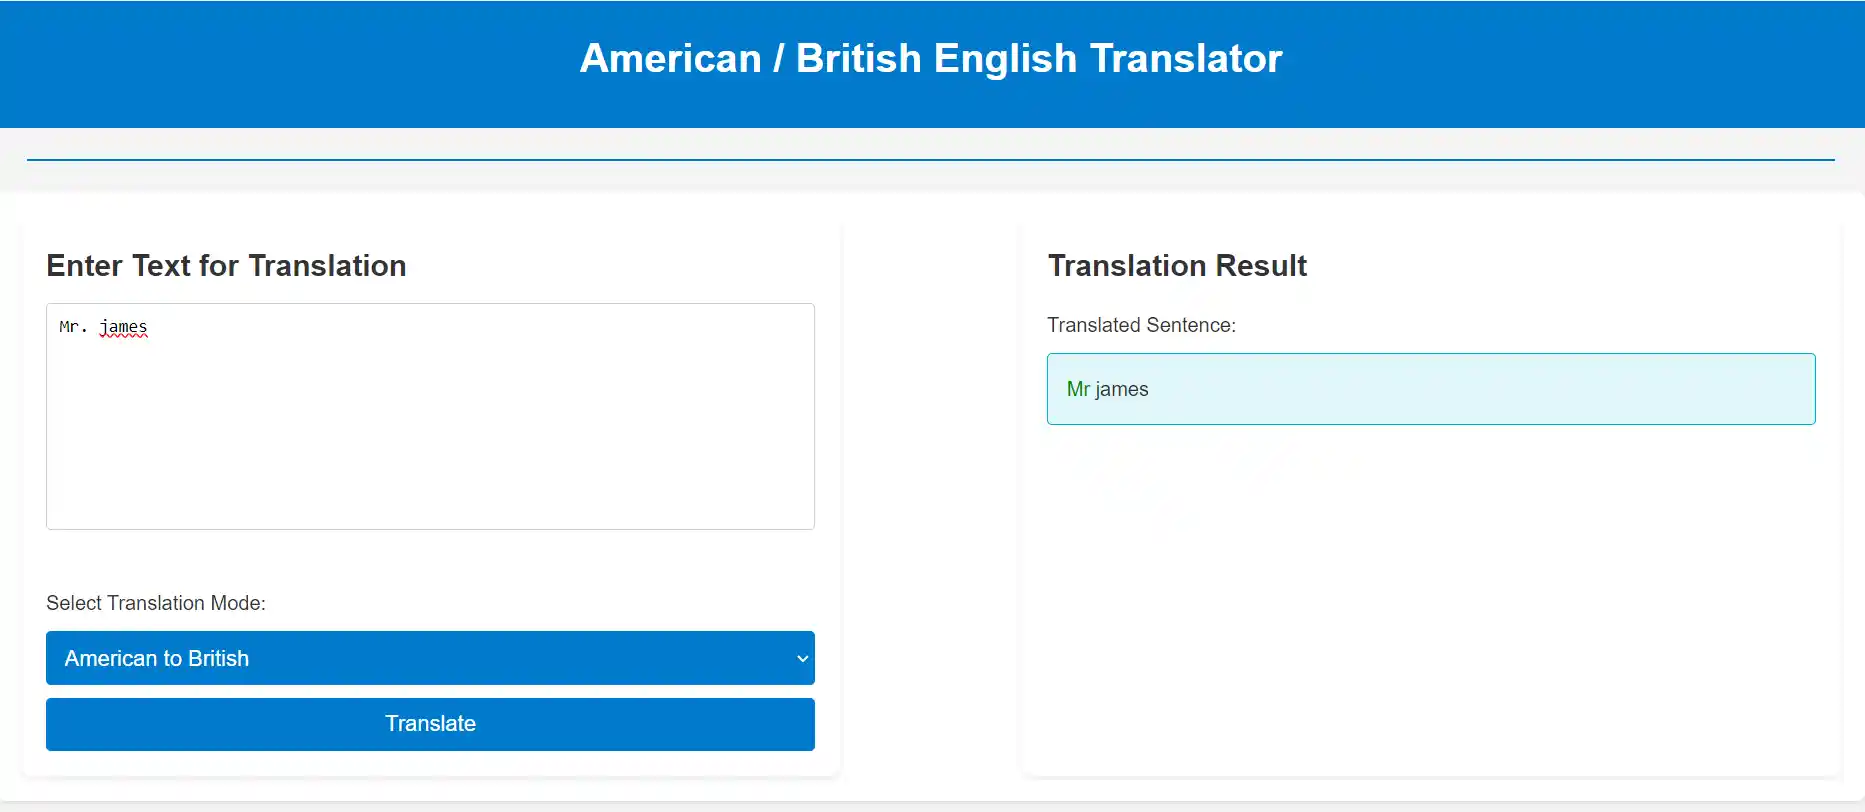 American / British English Translator
Enter Text for Translation
Mr. james
Select Translation Mode:
American to British
Translate
Translation Result
Translated Sentence:
Mr james